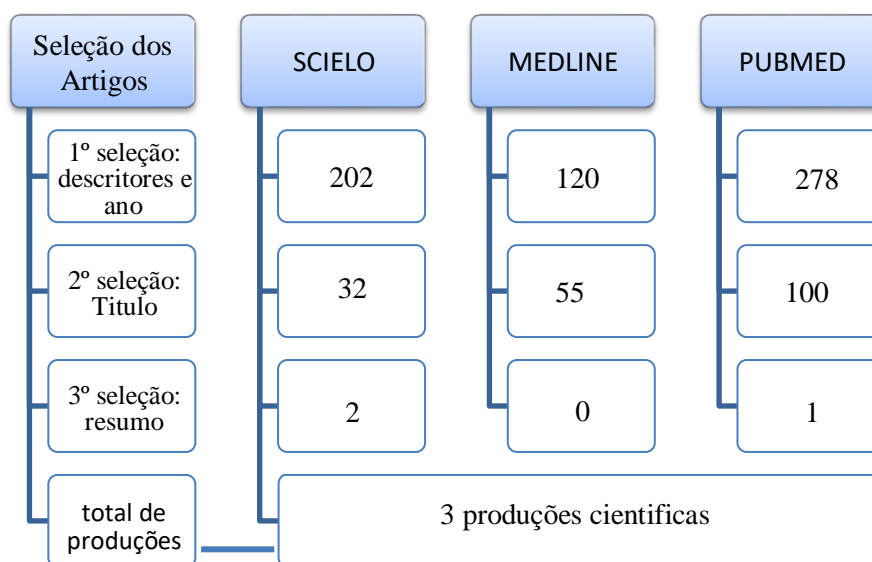 Seleção dos
Artigos
SCIELO
MEDLINE
PUBMED
1º seleção:
descritores e
ano
202
120
278
2º seleção:
Titulo
32
55
100
3º seleção:
resumo
2
0
1
total de
produções
3 produções cientificas